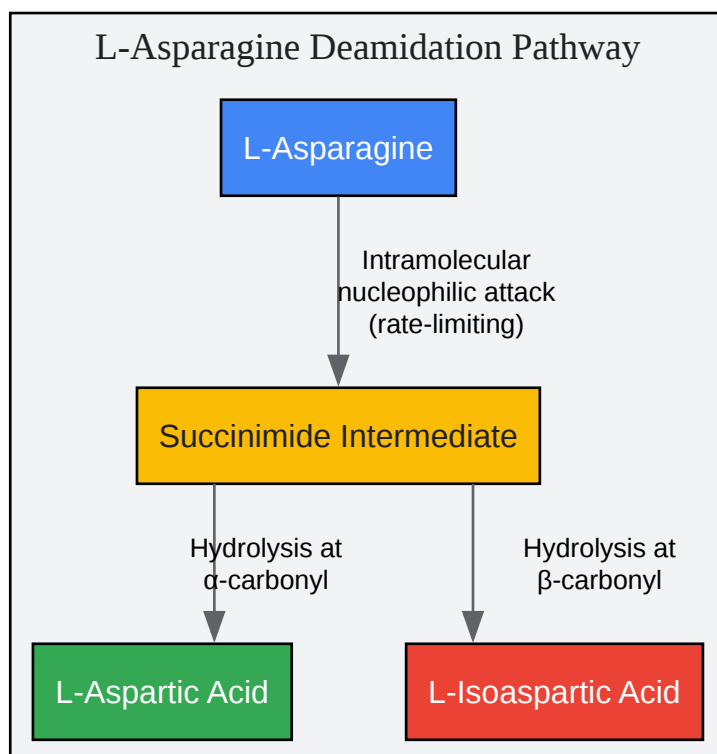 L-Asparagine Deamidation Pathway
L-Asparagine
Intramolecular
nucleophilic attack
(rate-limiting)
Succinimide Intermediate
Hydrolysis at
α-carbonyl
Hydrolysis at
β-carbonyl
L-Aspartic Acid
L-Isoaspartic Acid